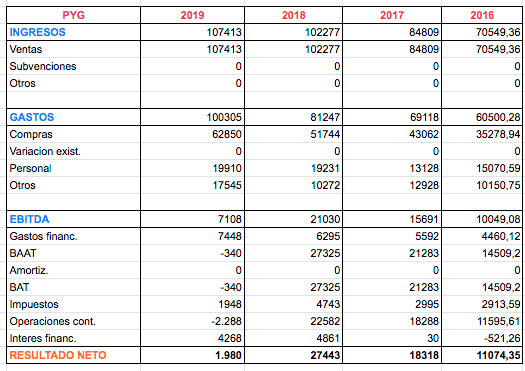 PYG 2019 2018 2017 2016
INGRESOS 107413 102277 84809 70549,36
Ventas 107413 102277 84809 70549,36
Subvenciones 0 0 0 0
Otros 0 0 0 0
GASTOS 100305 81247 69118 60500,28
Compras 62850 51744 43062 35278,94
Variacion exist. 0 0 0 0
Personal 19910 19231 13128 15070,59
Otros 17545 10272 12928 10150,75
EBITDA 7108 21030 15691 10049,08
Gastos financ. 7448 6295 5592 4460,12
BAAT -340 27325 21283 14509,2
Amortiz. 0 0 0 0
BAT -340 27325 21283 14509,2
Impuestos 1948 4743 2995 2913,59
Operaciones cont. -2.288 22582 18288 11595,61
Interes financ. 4268 4861 30 -521,26
RESULTADO NETO 1.980 27443 18318 11074,35